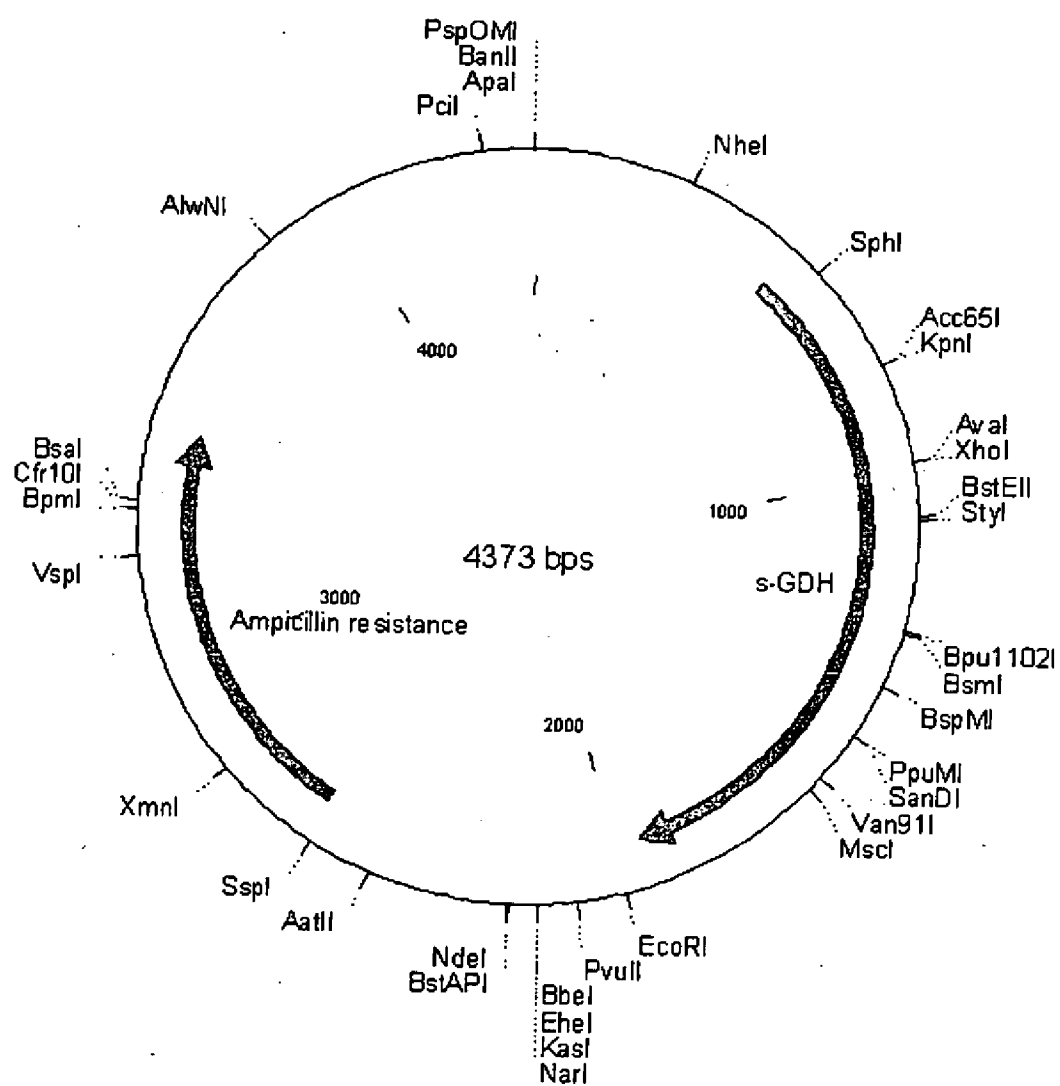 PspOMI
BanII
ApaI
PciI
NheI
AlwNI
SphI
Acc65I
KpnI
4000
AvaI
XhoI
BsaI
Cfr10I
BpmI
BstEII
StyI
1000
4373 bps
VspI
s-GDH
3000
Ampicillin resistance
Bpu1102I
BsmI
BspMI
2000
PpuMI
SanDI
Van91I
MscI
XmnI
SspI
AatII
EcoRI
NdeI
BstAPI
PvuII
BbeI
EheI
KasI
NarI